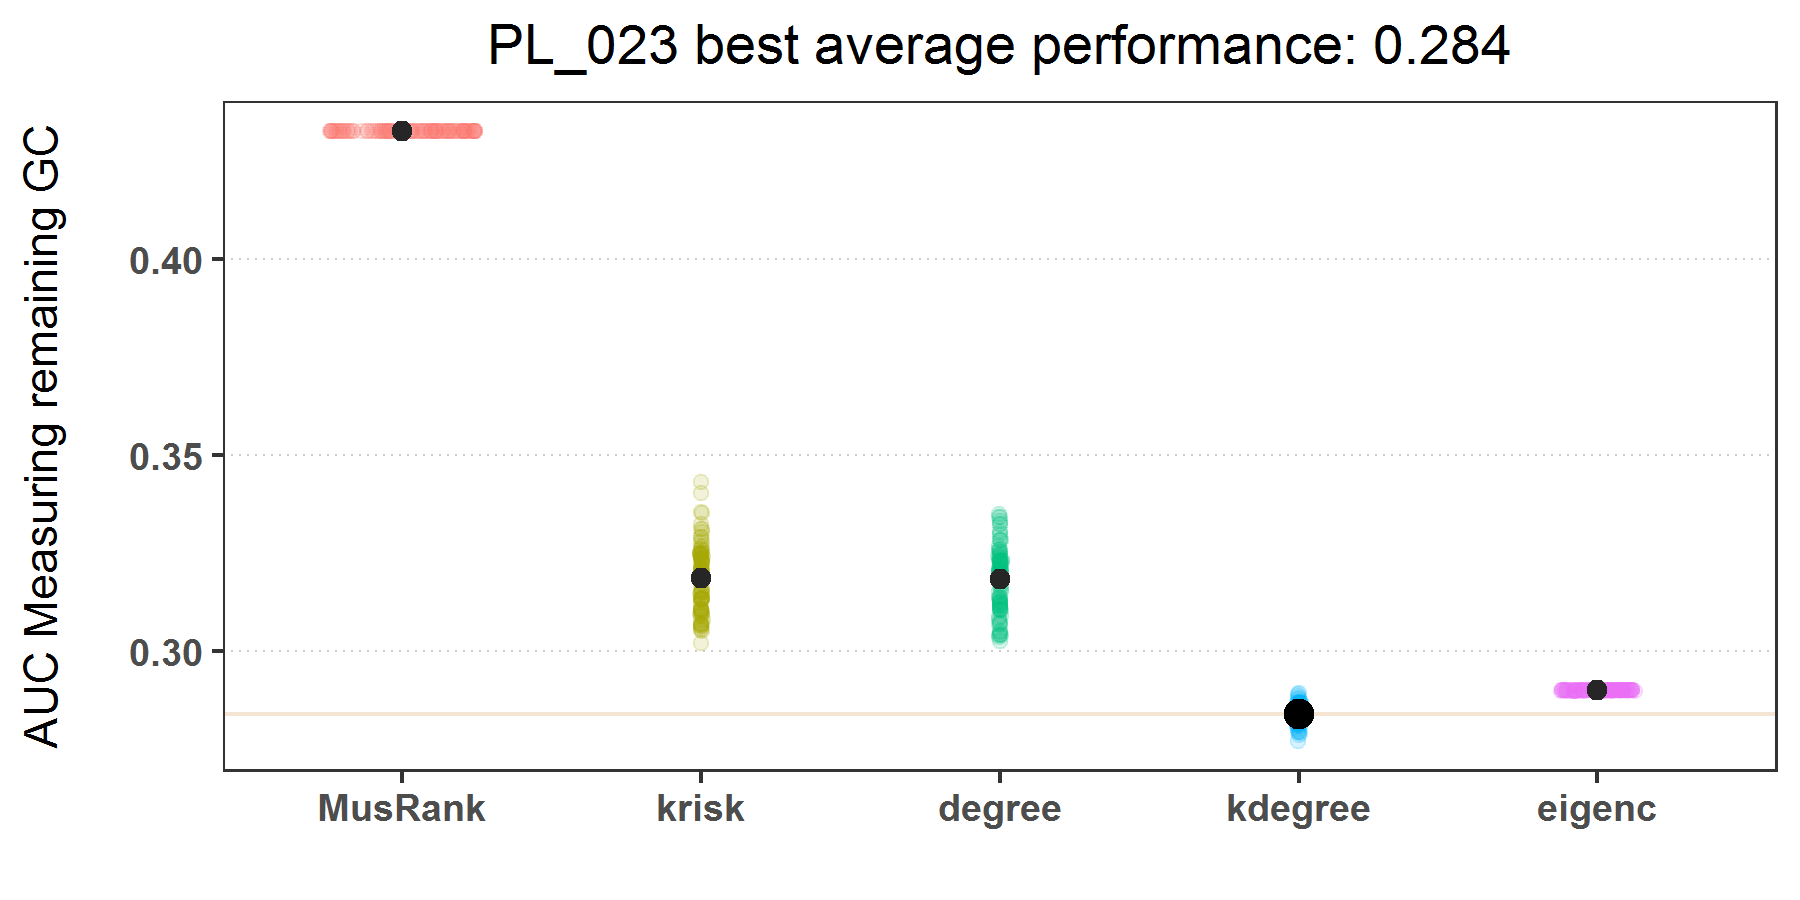 PL_023 best average performance: 0.284
AUC Measuring remaining GC
0.40
0.35
0.30
MusRank
krisk
degree
kdegree
eigenc